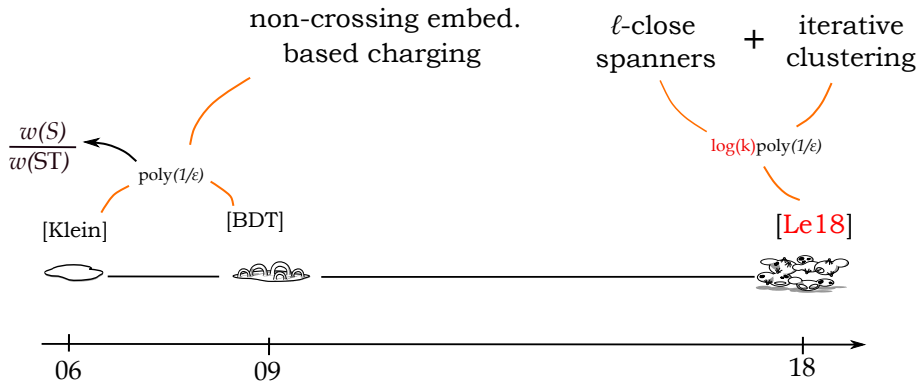 non-crossing embed.
based charging
ℓ-close
spanners
+
iterative
clustering
w(S)
w(ST)
poly(1/ε)
log(k)poly(1/ε)
[Klein]
[BDT]
[Le18]
06
09
18